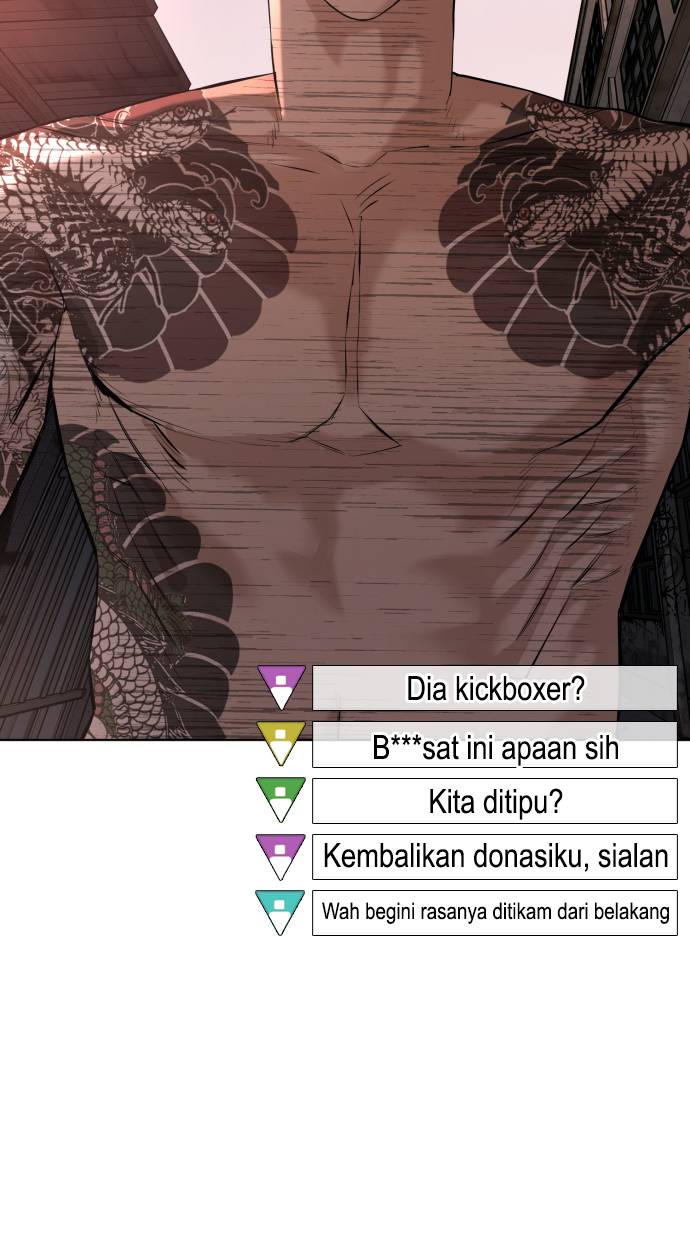 Dia kickboxer?
B***sat ini apaan sih
Kita ditipu?
Kembalikan donasiku, sialan
Wah begini rasanya ditikam dari belakang